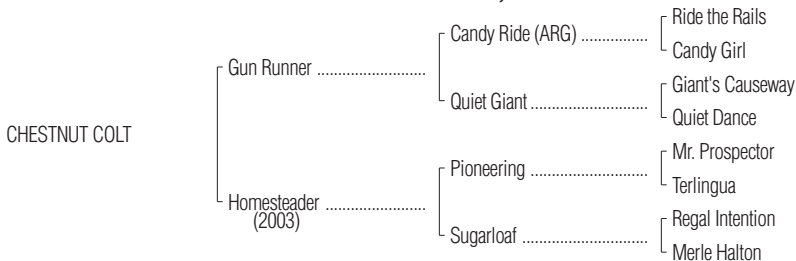 Ride the Rails
Candy Ride (ARG) ................
Candy Girl
Gun Runner ..........................
Giant's Causeway
Quiet Giant............................
Quiet Dance
CHESTNUT COLT
Mr. Prospector
Pioneering ............................
Terlingua
Homesteader ........................
(2003)
Regal Intention
Sugarloaf ..............................
Merle Halton